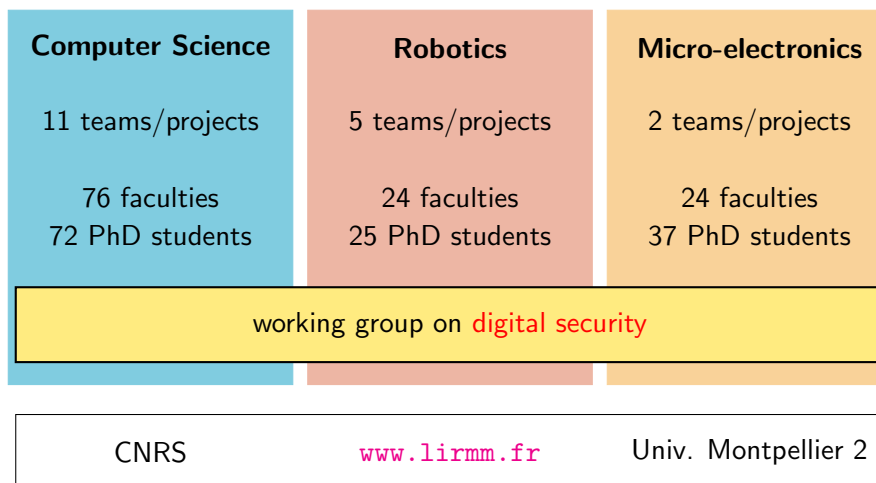 Computer Science
11 teams/projects
76 faculties
72 PhD students
Robotics
5 teams/projects
24 faculties
25 PhD students
Micro-electronics
2 teams/projects
24 faculties
37 PhD students
working group on digital security
CNRS
www.lirmm.fr
Univ. Montpellier 2